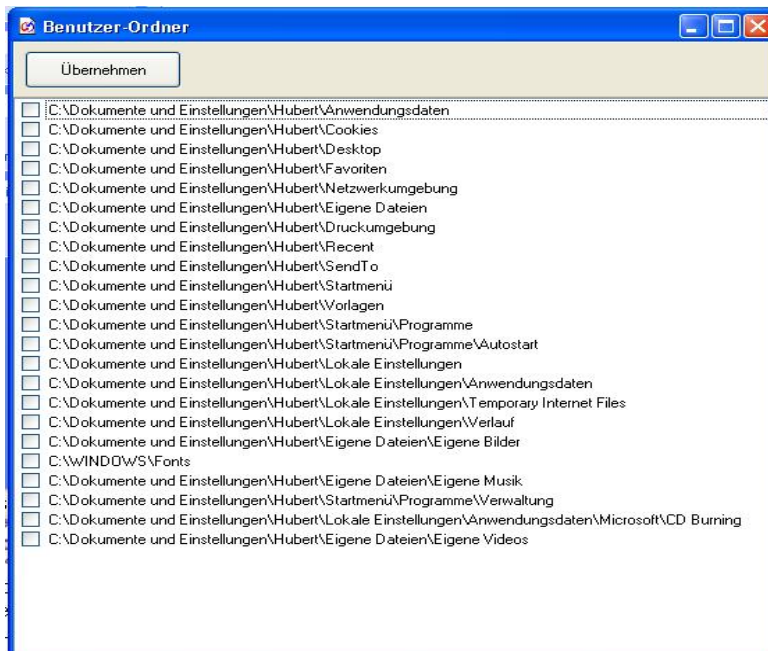 Benutzer-Ordner
Übernehmen
C:\Dokumente und Einstellungen\Hubert\Anwendungsdaten
C:\Dokumente und Einstellungen\Hubert\Cookies
C:\Dokumente und Einstellungen\Hubert\Desktop
C:\Dokumente und Einstellungen\Hubert\Favoriten
C:\Dokumente und Einstellungen\Hubert\Netzwerkumgebung
C:\Dokumente und Einstellungen\Hubert\Eigene Dateien
C:\Dokumente und Einstellungen\Hubert\Druckumgebung
C:\Dokumente und Einstellungen\Hubert\Recent
C:\Dokumente und Einstellungen\Hubert\SendTo
C:\Dokumente und Einstellungen\Hubert\Startmenü
C:\Dokumente und Einstellungen\Hubert\Vorlagen
C:\Dokumente und Einstellungen\Hubert\Startmenü\Programme
C:\Dokumente und Einstellungen\Hubert\Startmenü\Programme\Autostart
C:\Dokumente und Einstellungen\Hubert\Lokale Einstellungen
C:\Dokumente und Einstellungen\Hubert\Lokale Einstellungen\Anwendungsdaten
C:\Dokumente und Einstellungen\Hubert\Lokale Einstellungen\Temporary Internet Files
C:\Dokumente und Einstellungen\Hubert\Lokale Einstellungen\Verlauf
C:\Dokumente und Einstellungen\Hubert\Eigene Dateien\Eigene Bilder
C:\WINDOWS\Fonts
C:\Dokumente und Einstellungen\Hubert\Eigene Dateien\Eigene Musik
C:\Dokumente und Einstellungen\Hubert\Startmenü\Programme\Verwaltung
C:\Dokumente und Einstellungen\Hubert\Lokale Einstellungen\Anwendungsdaten\Microsoft\CD Burning
C:\Dokumente und Einstellungen\Hubert\Eigene Dateien\Eigene Videos